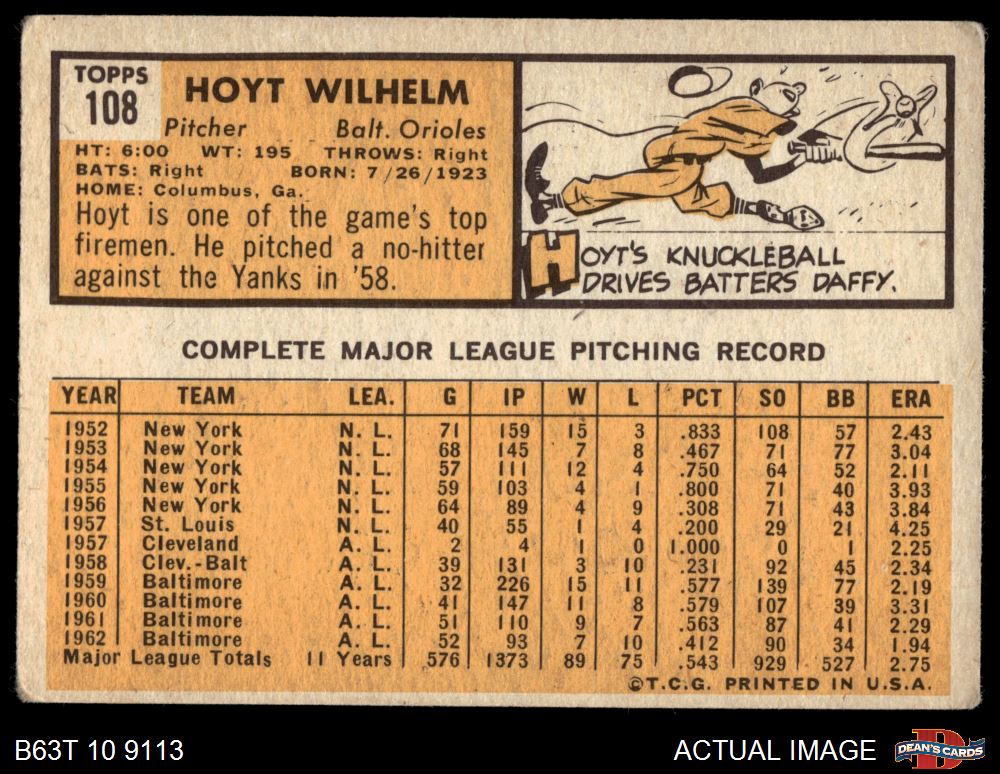 TOPPS
108
HOYT WILHELM
Pitcher Balt. Orioles
HT: 6:00 WT: 195 THROWS: Right
BATS: Right BORN: 7/26/1923
HOME: Columbus, Ga.
Hoyt is one of the game's top
firemen. He pitched a no-hitter
against the Yanks in '58.
HOYT'S KNUCKLEBALL
DRIVES BATTERS DAFFY.
COMPLETE MAJOR LEAGUE PITCHING RECORD
YEAR TEAM LEA. G IP W L PCT SO BB ERA
1952 New York N. L. 71 159 15 3 .833 108 57 2.43
1953 New York N. L. 68 145 7 8 .467 71 77 3.04
1954 New York N. L. 57 111 12 4 .750 64 52 2.11
1955 New York N. L. 59 103 4 1 .800 71 40 3.93
1956 New York N. L. 64 89 4 9 .308 71 43 3.84
1957 St. Louis N. L. 40 55 1 4 .200 29 21 4.25
1957 Cleveland A. L. 2 4 1 0 1.000 0 1 2.25
1958 Clev.-Balt A. L. 39 131 3 10 .231 92 45 2.34
1959 Baltimore A. L. 32 226 15 11 .577 139 77 2.19
1960 Baltimore A. L. 41 147 11 8 .579 107 39 3.31
1961 Baltimore A. L. 51 110 9 7 .563 87 41 2.29
1962 Baltimore A. L. 52 93 7 10 .412 90 34 1.94
Major League Totals 11 Years 576 1373 89 75 .543 929 527 2.75
©T.C.G. PRINTED IN U.S.A.
B63T 10 9113
ACTUAL IMAGE
DEAN'S CARDS